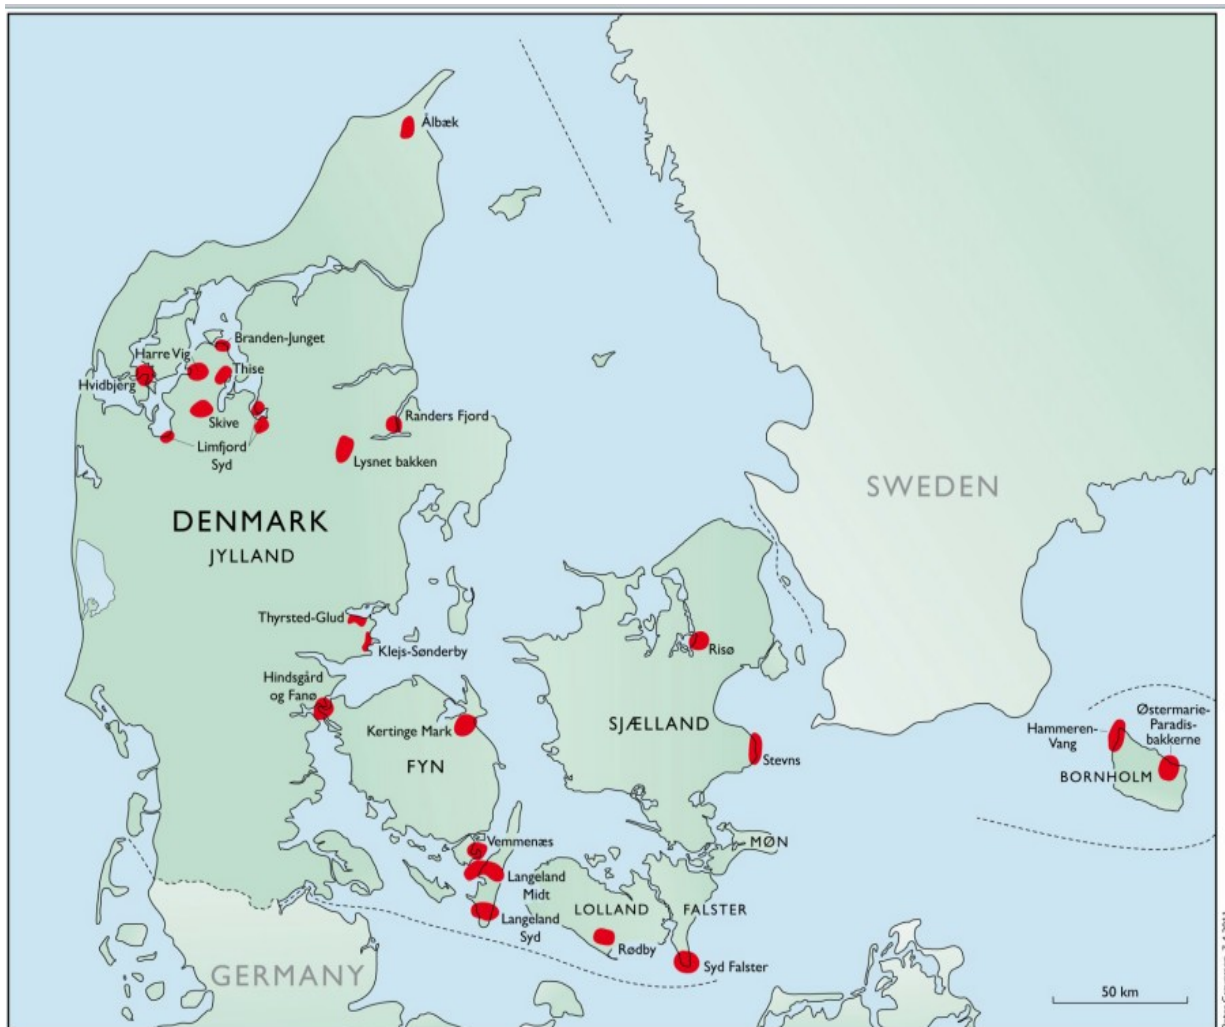 Ålbæk
Branden-Junget
Harre Vig
Hvidbjerg
Thise
Skive
Randers Fjord
Limfjord
Syd
Lysnet bakken
SWEDEN
DENMARK
JYLLAND
Thyrsted-Glud
Klejs-Sønderby
Risø
Hindsgård
og Fanø
Kertinge Mark
FYN
SJÆLLAND
Stevns
Hammeren-
Vang
Østermarie-
Paradis-
bakkerne
BORNHOLM
Vemmenæs
MØN
Langeland
Midt
LOLLAND
FALSTER
Langeland
Syd
Rødby
Syd Falster
GERMANY
50 km